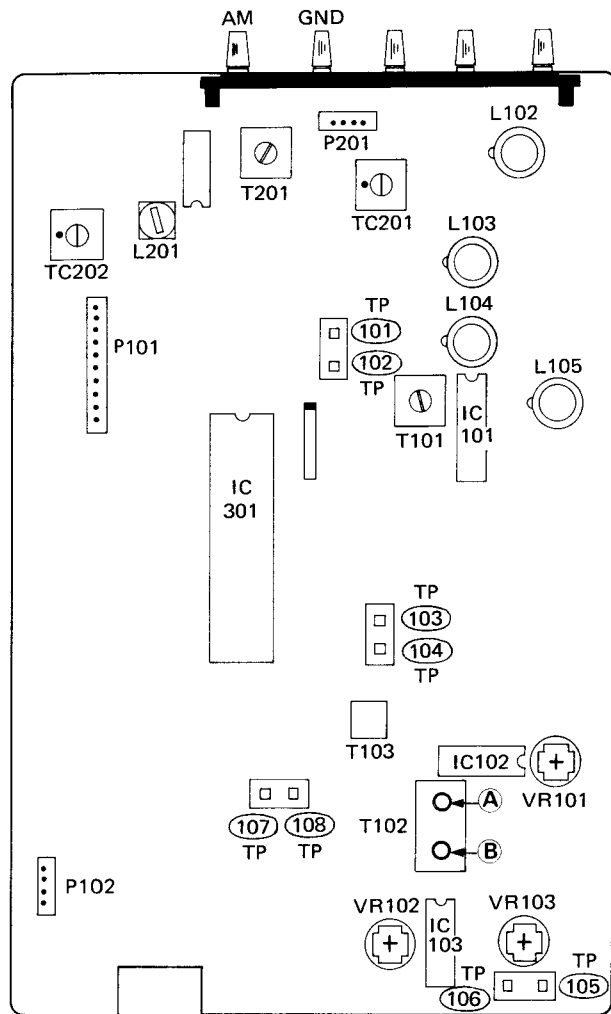 AM GND
L102
P201
T201
TC201
L201
TC202
L103
L104
P101
TP
101
102
TP
L105
T101
IC
101
IC
301
TP
103
104
TP
T103
IC102
VR101
A
T102
B
107 108
TP TP
P102
VR102
IC
103
VR103
TP
106
TP
105